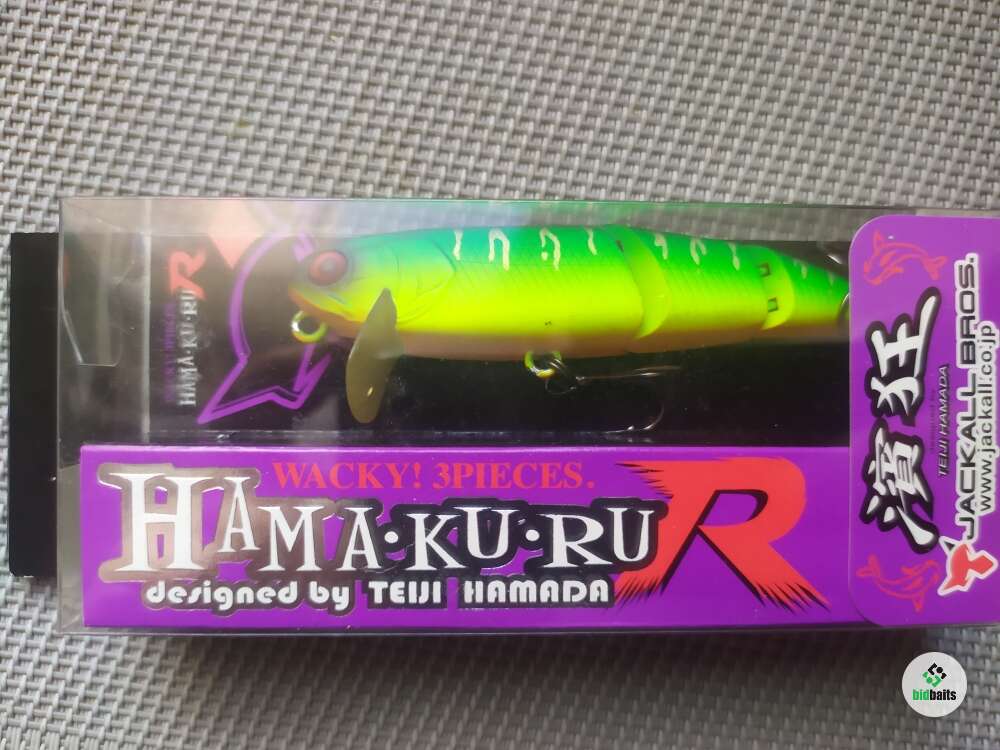 WACKY! 3PIECES.
HAMA·KU·RU R
designed by TEIJI HAMADA
HAMA·KU·RU R
濱狂
TEIJI HAMADA
JACKALL BROS.
www.jackall.co.jp
bidbaits